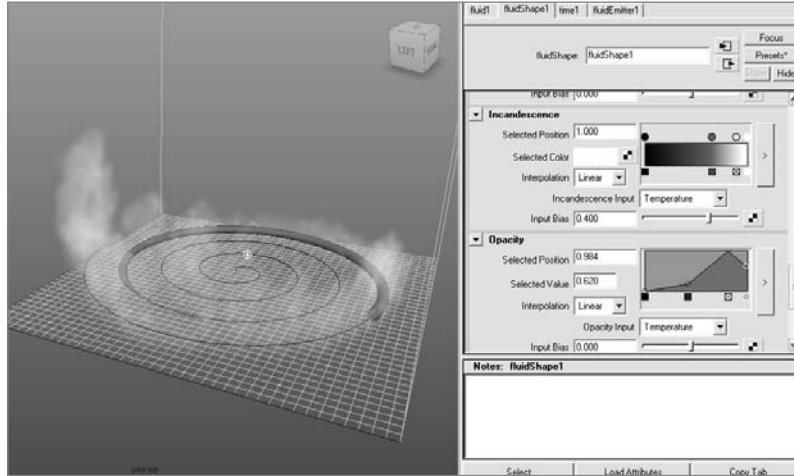 fluid1 fluidShape1 time1 fluidEmitter1
fluidShape: fluidShape1
Focus
Presets*
Show Hide
Input Bias 0.000
Incandescence
Selected Position 1.000
Selected Color
Interpolation Linear
Incandescence Input Temperature
Input Bias 0.400
Opacity
Selected Position 0.984
Selected Value 0.620
Interpolation Linear
Opacity Input Temperature
Input Bias 0.000
Notes: fluidShape1
Select Load Attributes Copy Tab
LEFT
persp